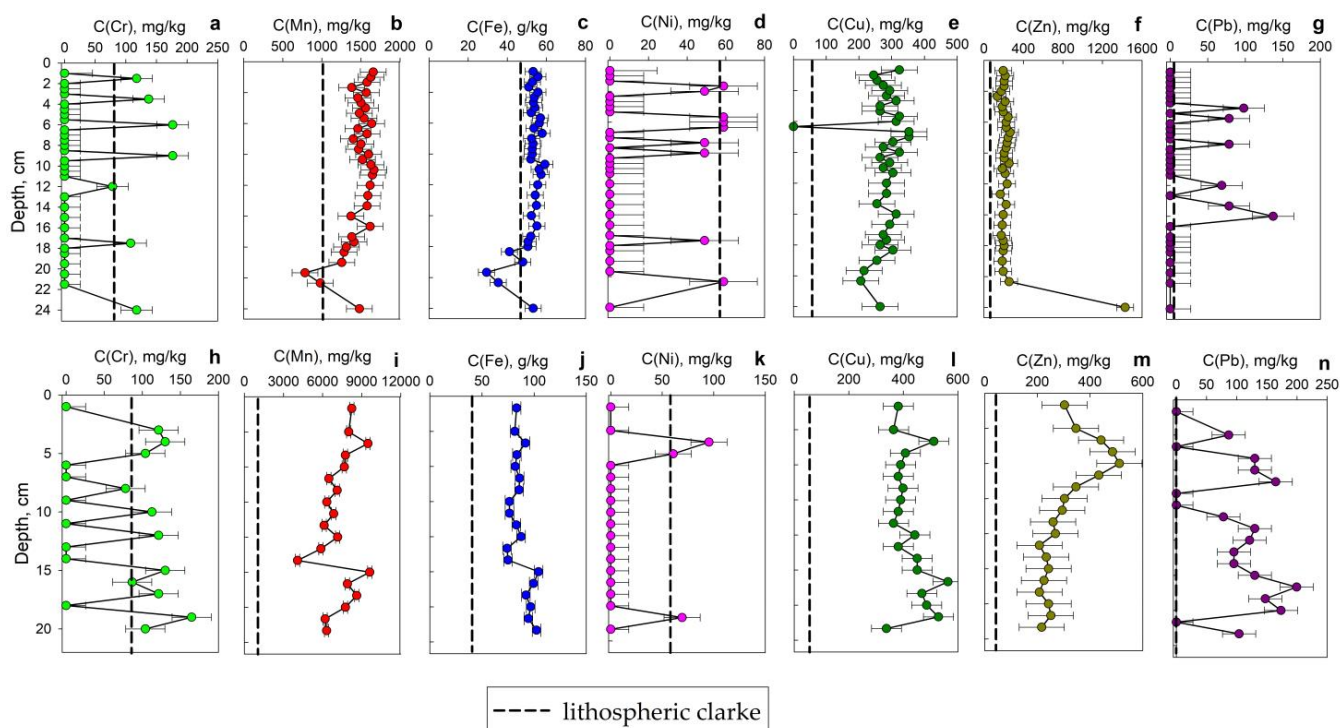 C(Cr), mg/kg a
C(Mn), mg/kg b
C(Fe), g/kg c
C(Ni), mg/kg d
C(Cu), mg/kg e
C(Zn), mg/kg f
C(Pb), mg/kg g
0 50 100 150 200 250
0 500 1000 1500 2000
0 20 40 60 80
0 20 40 60 80
0 100 200 300 400 500
0 400 800 1200 1600
0 50 100 150 200
Depth, cm
0
2
4
6
8
10
12
14
16
18
20
22
24
C(Cr), mg/kg h
C(Mn), mg/kg i
C(Fe), g/kg j
C(Ni), mg/kg k
C(Cu), mg/kg l
C(Zn), mg/kg m
C(Pb), mg/kg n
0 50 100 150 200 250
0 3000 6000 9000 12000
0 50 100 150
0 50 100 150
0 200 400 600
0 200 400 600
0 50 100 150 200 250
Depth, cm
0
5
10
15
20
lithospheric clarke